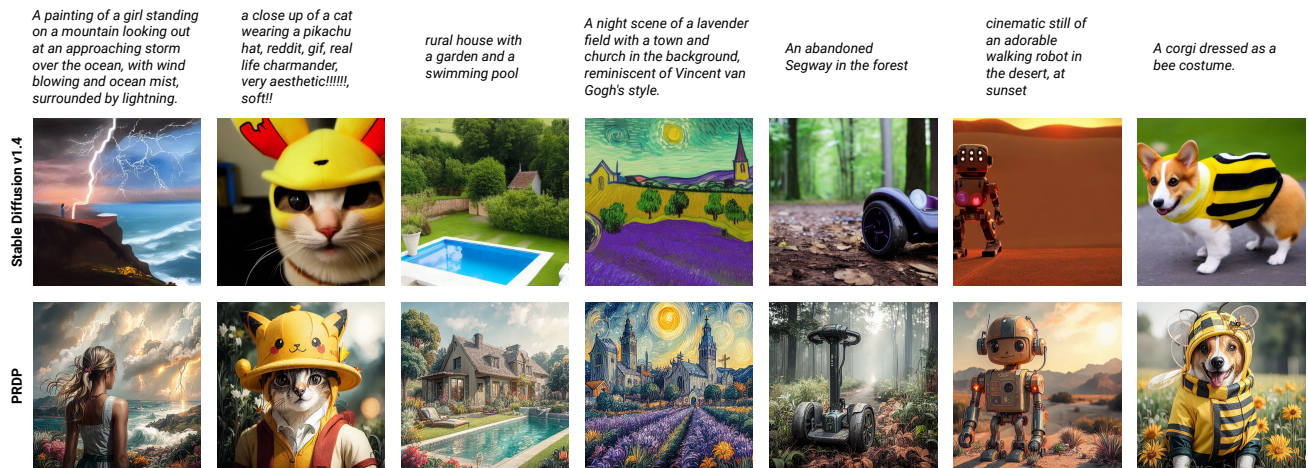 A painting of a girl standing
on a mountain looking out
at an approaching storm
over the ocean, with wind
blowing and ocean mist,
surrounded by lightning.
a close up of a cat
wearing a pikachu
hat, reddit, gif, real
life charmander,
very aesthetic!!!!!!,
soft!!
rural house with
a garden and a
swimming pool
A night scene of a lavender
field with a town and
church in the background,
reminiscent of Vincent van
Gogh's style.
An abandoned
Segway in the forest
cinematic still of
an adorable
walking robot in
the desert, at
sunset
A corgi dressed as a
bee costume.
Stable Diffusion v1.4
PRDP